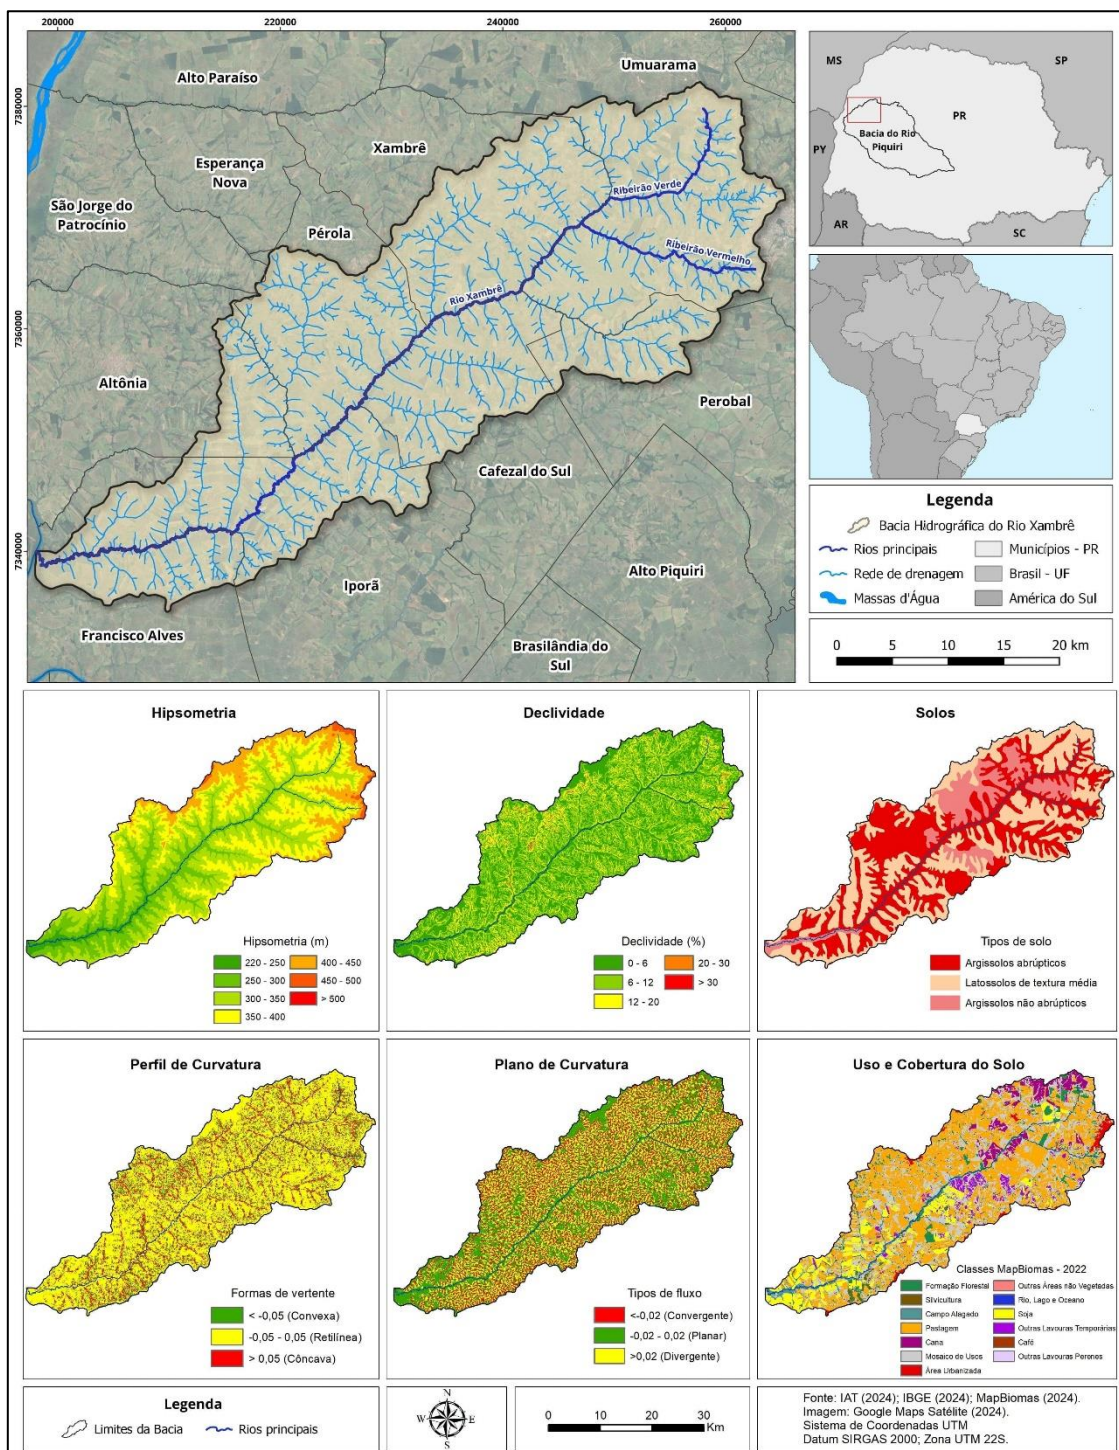 200000
220000
240000
260000
7380000
7360000
7340000
Umuarama
Alto Paraíso
Xambrê
Esperança
Nova
São Jorge do
Patrocínio
Pérola
Ribeirão Verde
Ribeirão Vermelho
Rio Xambrê
Altônia
Perobal
Cafezal do Sul
Iporã
Alto Piquiri
Francisco Alves
Brasilândia do
Sul
MS
SP
PR
Bacia do Rio
Piquiri
PY
AR
SC
Legenda
Bacia Hidrográfica do Rio Xambrê
Rios principais
Municípios - PR
Rede de drenagem
Brasil - UF
Massas d'Água
América do Sul
0 5 10 15 20 km
Hipsometria
Hipsometria (m)
220 - 250
400 - 450
250 - 300
450 - 500
300 - 350
> 500
350 - 400
Declividade
Declividade (%)
0 - 6
20 - 30
6 - 12
> 30
12 - 20
Solos
Tipos de solo
Argissolos abrúpticos
Latossolos de textura média
Argissolos não abrúpticos
Perfil de Curvatura
Formas de vertente
< -0,05 (Convexa)
-0,05 - 0,05 (Retilínea)
> 0,05 (Côncava)
Plano de Curvatura
Tipos de fluxo
<-0,02 (Convergente)
-0,02 - 0,02 (Planar)
>0,02 (Divergente)
Uso e Cobertura do Solo
Classes MapBiomas - 2022
Formação Florestal
Outras Áreas não Vegetadas
Silvicultura
Rio, Lago e Oceano
Campo Alagado
Soja
Pastagem
Outras Lavouras Temporárias
Cana
Café
Mosaico de Usos
Outras Lavouras Perenes
Área Urbanizada
Legenda
Limites da Bacia
Rios principais
N
W
E
S
0 10 20 30
Km
Fonte: IAT (2024); IBGE (2024); MapBiomas (2024).
Imagem: Google Maps Satélite (2024).
Sistema de Coordenadas UTM
Datum SIRGAS 2000; Zona UTM 22S.